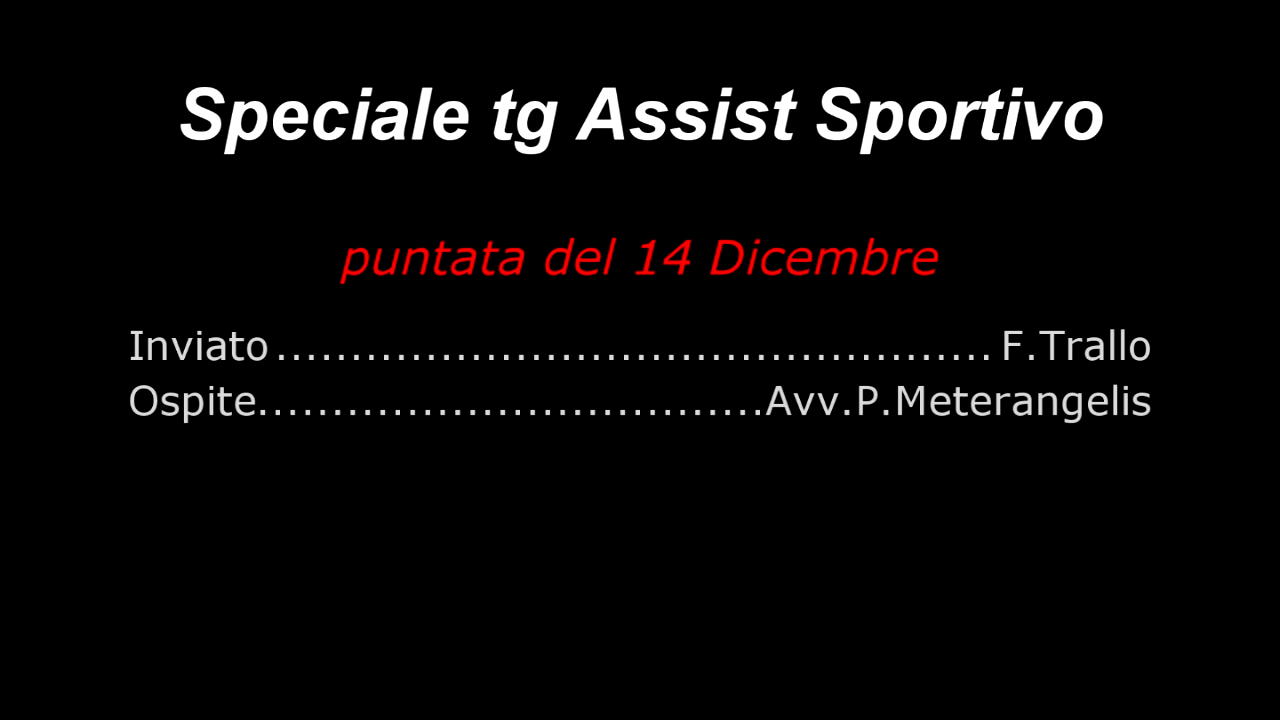 Speciale tg Assist Sportivo
puntata del 14 Dicembre
Inviato ................................................ F.Trallo
Ospite..................................Avv.P.Meterangelis